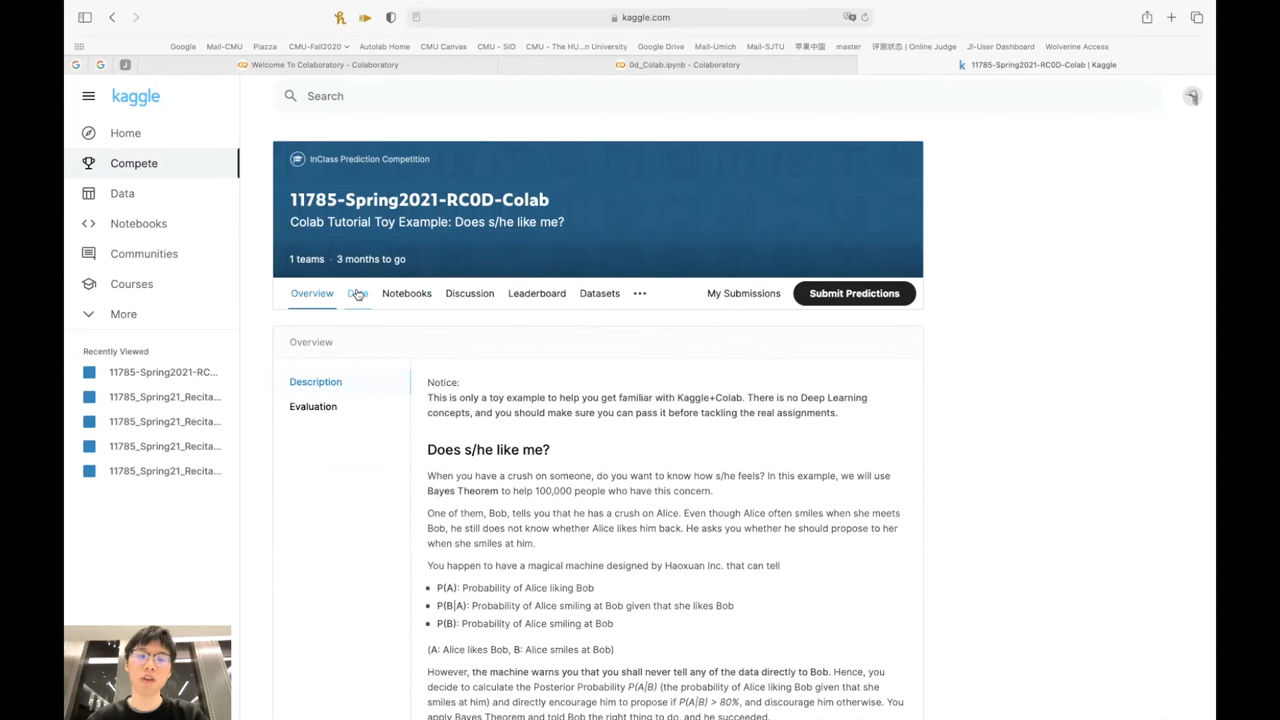 kaggle.com
Google Mail-CMU Piazza CMU-Fall2020 Autolab Home CMU Canvas CMU - SIO CMU - The HU...n University Google Drive Mail-Umich Mail-SJTU 苹果中国 master 评测状态 | Online Judge JI-User Dashboard Wolverine Access
Welcome To Colaboratory - Colaboratory
0d_Colab.ipynb - Colaboratory
11785-Spring2021-RC0D-Colab | Kaggle
kaggle
Search
Home
Compete
Data
Notebooks
Communities
Courses
More
Recently Viewed
11785-Spring2021-RC...
11785_Spring21_Recita...
11785_Spring21_Recita...
11785_Spring21_Recita...
11785_Spring21_Recita...
InClass Prediction Competition
11785-Spring2021-RC0D-Colab
Colab Tutorial Toy Example: Does s/he like me?
1 teams · 3 months to go
Overview Data Notebooks Discussion Leaderboard Datasets ••• My Submissions Submit Predictions
Overview
Description
Evaluation
Notice:
This is only a toy example to help you get familiar with Kaggle+Colab. There is no Deep Learning
concepts, and you should make sure you can pass it before tackling the real assignments.
Does s/he like me?
When you have a crush on someone, do you want to know how s/he feels? In this example, we will use
Bayes Theorem to help 100,000 people who have this concern.
One of them, Bob, tells you that he has a crush on Alice. Even though Alice often smiles when she meets
Bob, he still does not know whether Alice likes him back. He asks you whether he should propose to her
when she smiles at him.
You happen to have a magical machine designed by Haoxuan Inc. that can tell
• P(A): Probability of Alice liking Bob
• P(B|A): Probability of Alice smiling at Bob given that she likes Bob
• P(B): Probability of Alice smiling at Bob
(A: Alice likes Bob, B: Alice smiles at Bob)
However, the machine warns you that you shall never tell any of the data directly to Bob. Hence, you
decide to calculate the Posterior Probability P(A|B) (the probability of Alice liking Bob given that she
smiles at him) and directly encourage him to propose if P(A|B) > 80%, and discourage him otherwise. You
apply Bayes Theorem and told Bob the right thing to do, and he succeeded.